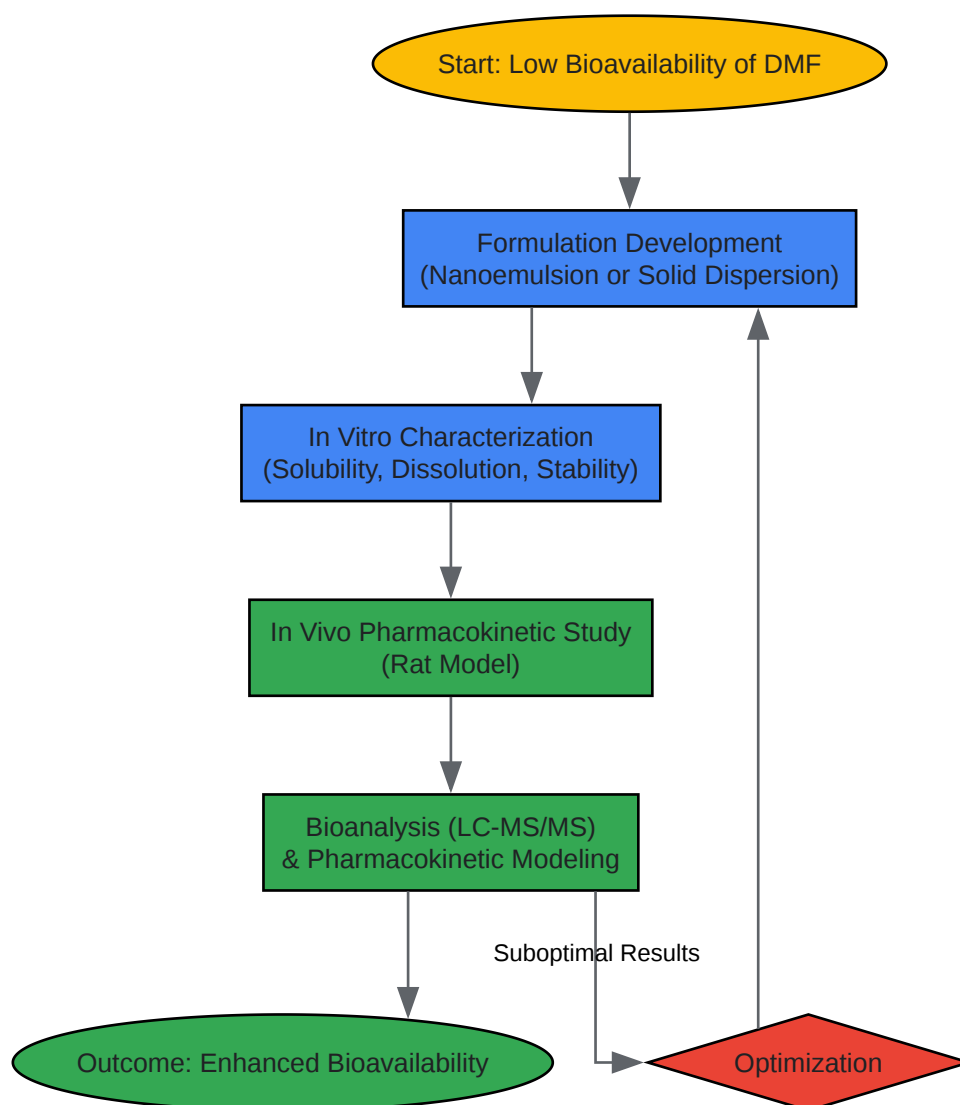 Start: Low Bioavailability of DMF
Formulation Development
(Nanoemulsion or Solid Dispersion)
In Vitro Characterization
(Solubility, Dissolution, Stability)
In Vivo Pharmacokinetic Study
(Rat Model)
Bioanalysis (LC-MS/MS)
& Pharmacokinetic Modeling
Suboptimal Results
Outcome: Enhanced Bioavailability
Optimization